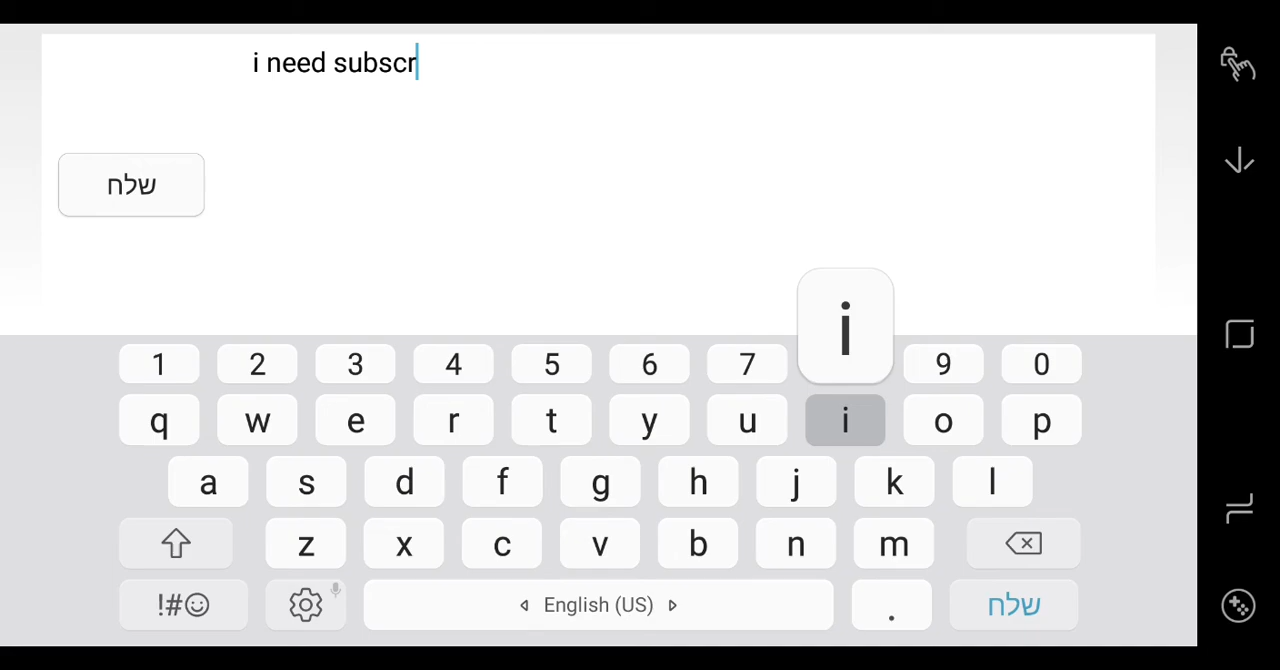 i need subscr
שלח
i
1 2 3 4 5 6 7 9 0
q w e r t y u i o p
a s d f g h j k l
z x c v b n m
!#☺ English (US) . שלח